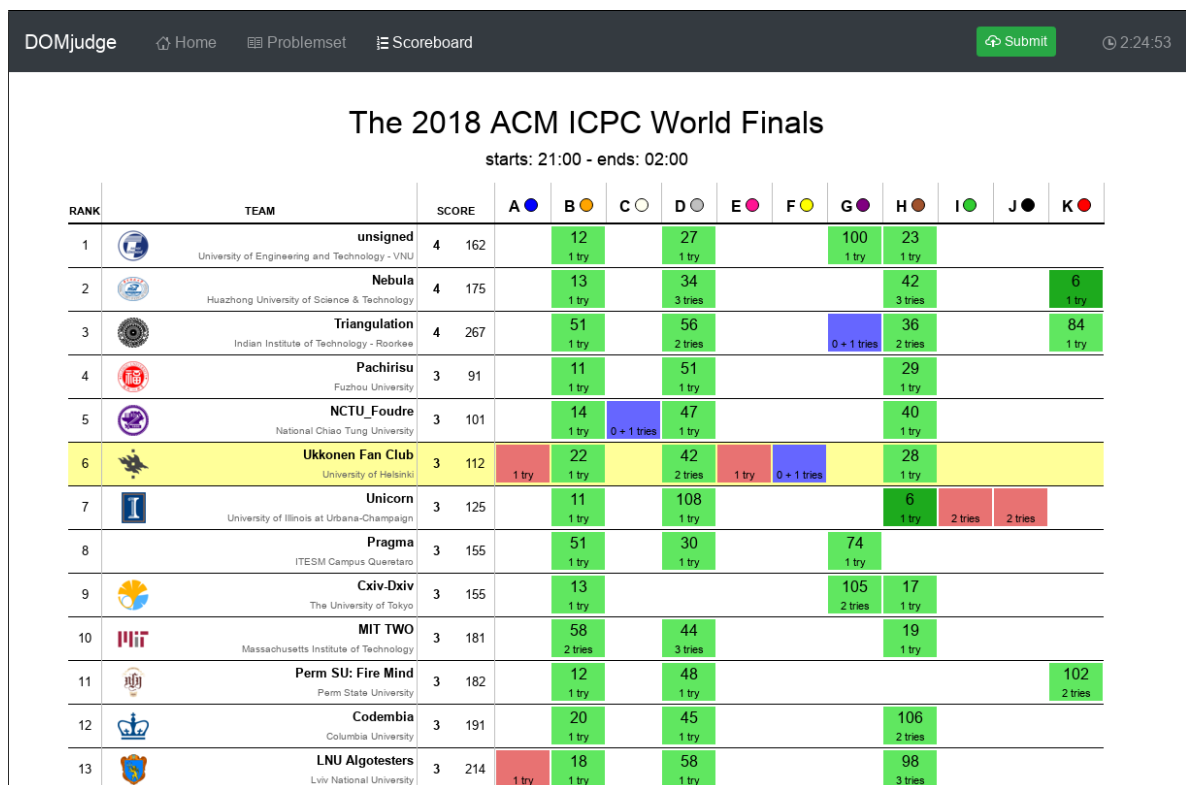 DOMjudge Home Problemset Scoreboard Submit 2:24:53
The 2018 ACM ICPC World Finals
starts: 21:00 - ends: 02:00
RANK TEAM SCORE A B C D E F G H I J K
1 unsigned 4 162 12 27 100 23
University of Engineering and Technology - VNU 1 try 1 try 1 try 1 try
2 Nebula 4 175 13 34 42 6
Huazhong University of Science & Technology 1 try 3 tries 3 tries 1 try
3 Triangulation 4 267 51 56 36 84
Indian Institute of Technology - Roorkee 1 try 2 tries 0 + 1 tries 2 tries 1 try
4 Pachirisu 3 91 11 51 29
Fuzhou University 1 try 1 try 1 try
5 NCTU_Foudre 3 101 14 47 40
National Chiao Tung University 1 try 0 + 1 tries 1 try 1 try
6 Ukkonen Fan Club 3 112 22 42 28
University of Helsinki 1 try 1 try 2 tries 1 try 0 + 1 tries 1 try
7 Unicorn 3 125 11 108 6
University of Illinois at Urbana-Champaign 1 try 1 try 1 try 2 tries 2 tries
8 Pragma 3 155 51 30 74
ITESM Campus Queretaro 1 try 1 try 1 try
9 Cxiv-Dxiv 3 155 13 105 17
The University of Tokyo 1 try 2 tries 1 try
10 MIT MIT TWO 3 181 58 44 19
Massachusetts Institute of Technology 2 tries 3 tries 1 try
11 Perm SU: Fire Mind 3 182 12 48 102
Perm State University 1 try 1 try 2 tries
12 Codembia 3 191 20 45 106
Columbia University 1 try 1 try 2 tries
13 LNU Algotesters 3 214 18 58 98
Lviv National University 1 try 1 try 1 try 3 tries